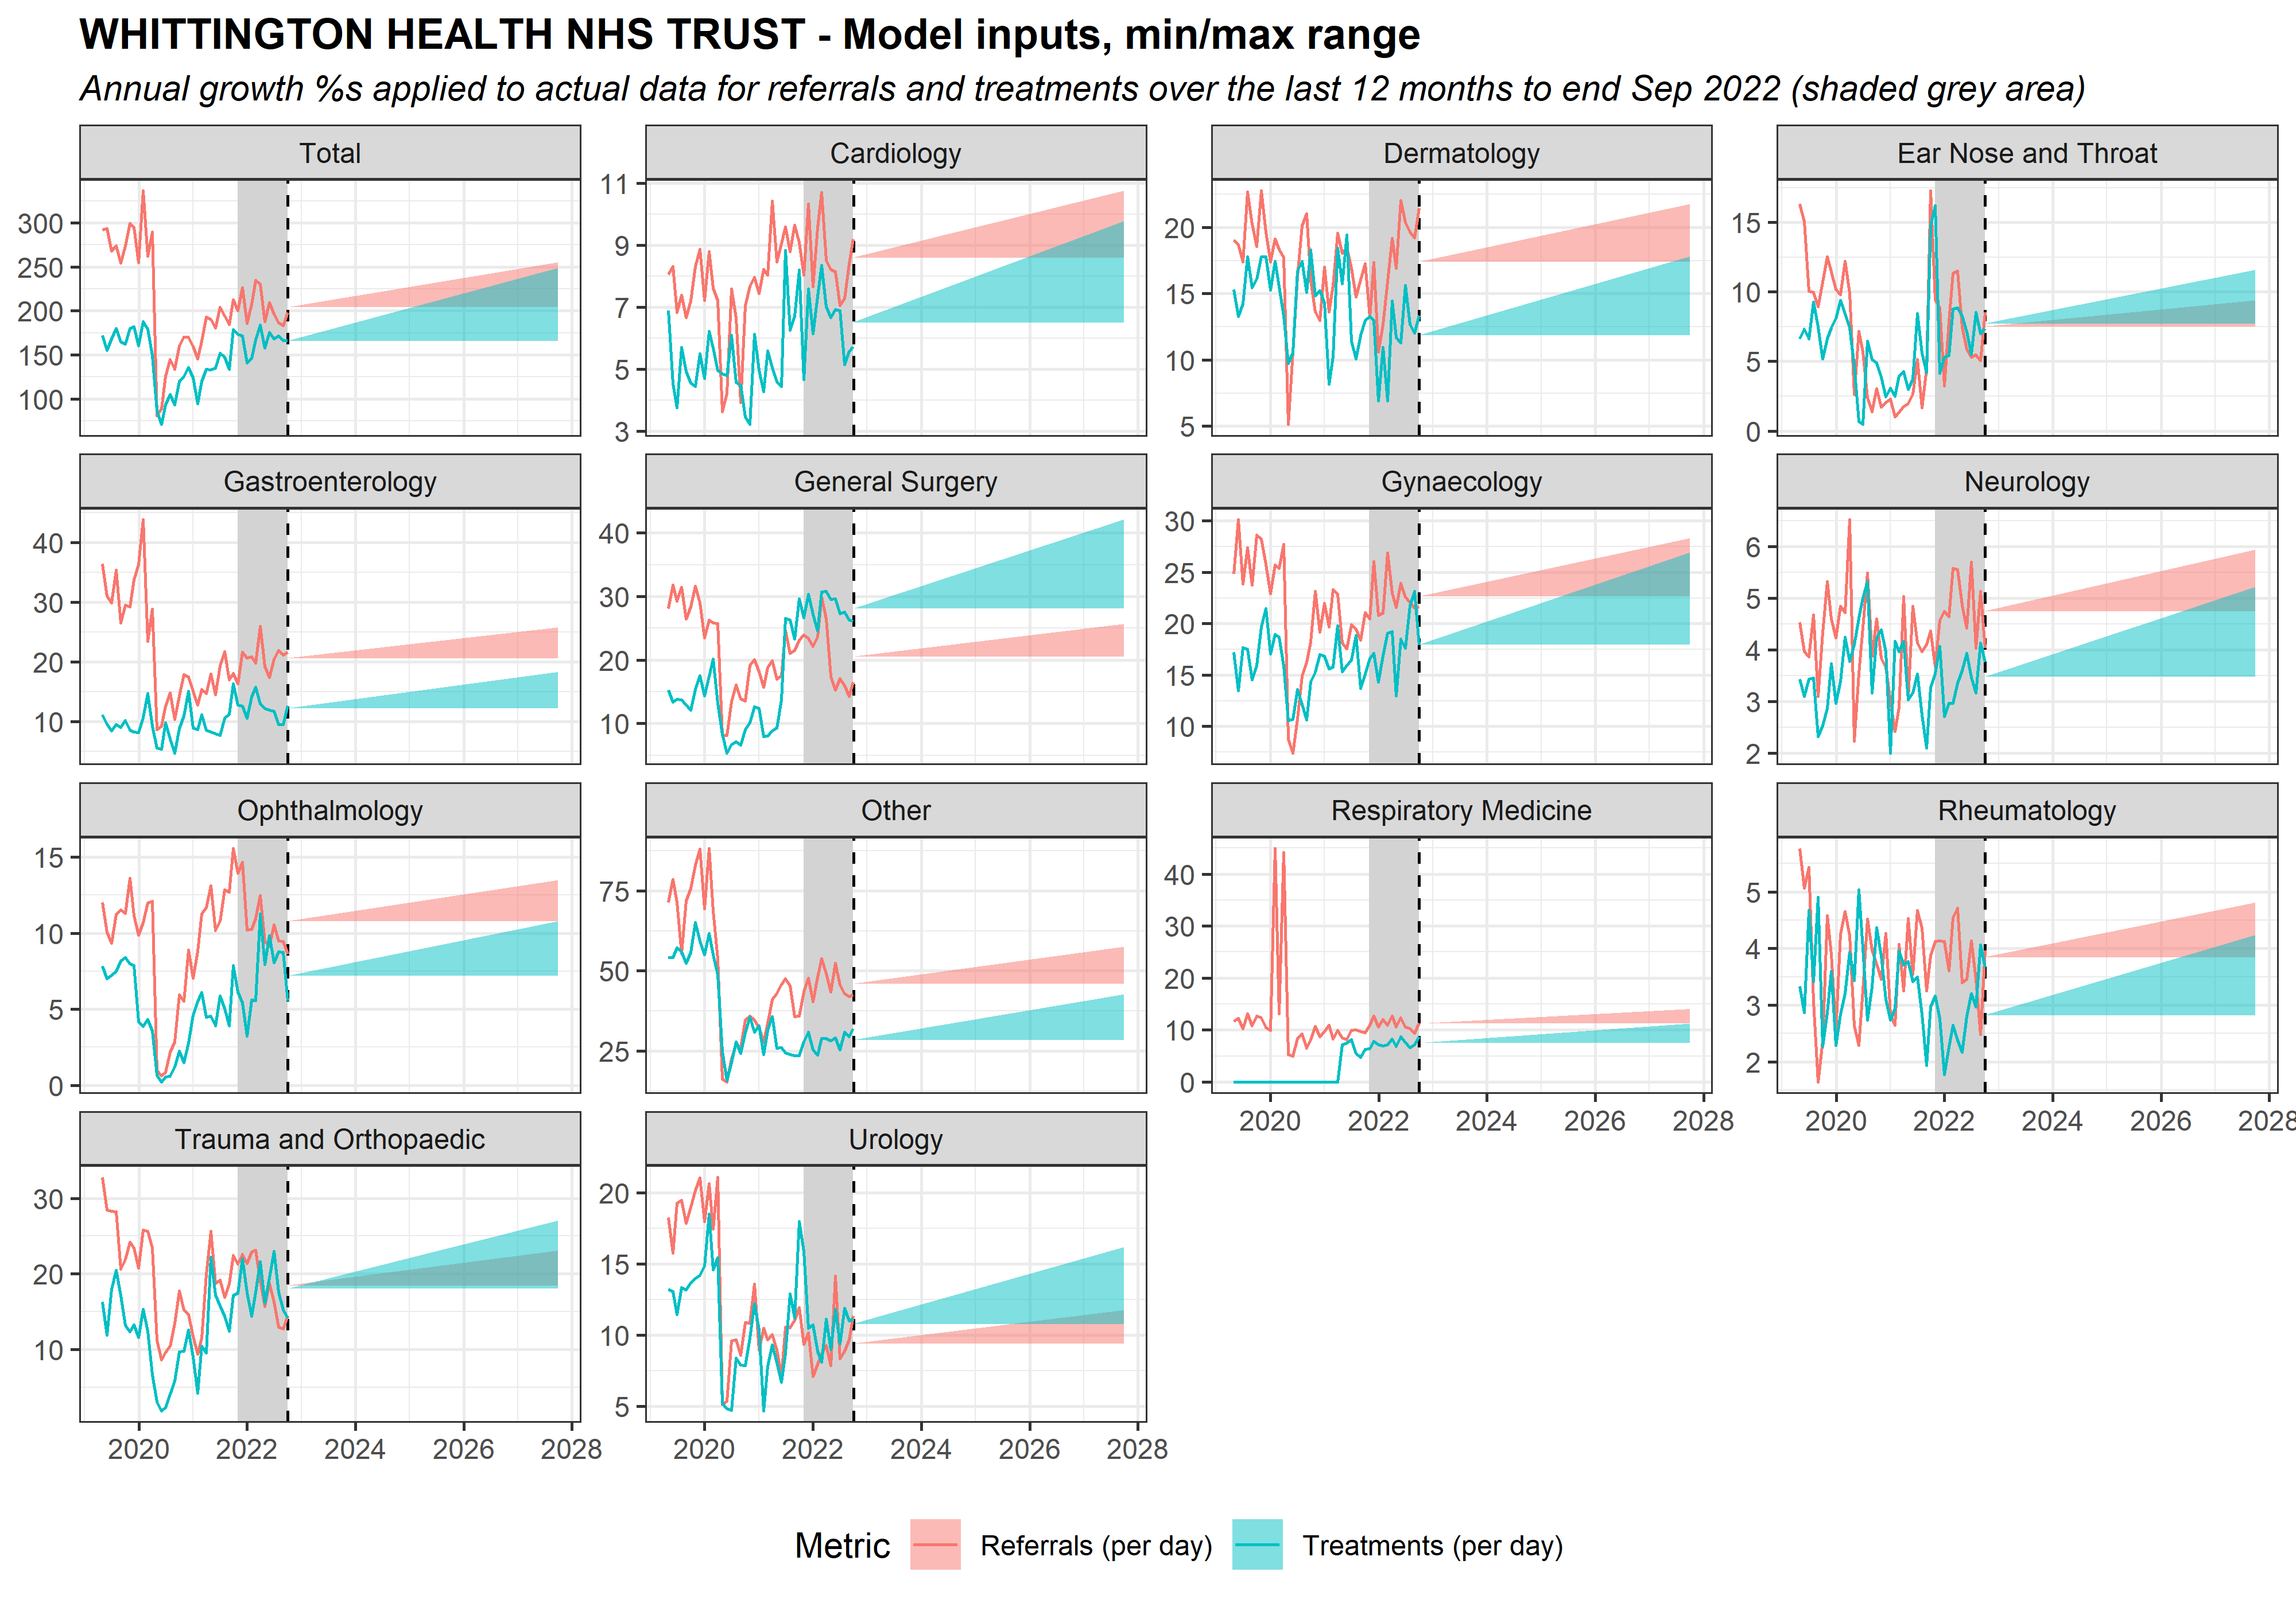 WHITTINGTON HEALTH NHS TRUST - Model inputs, min/max range
Annual growth %s applied to actual data for referrals and treatments over the last 12 months to end Sep 2022 (shaded grey area)
Total
300
250
200
150
100
Cardiology
11
9
7
5
3
Dermatology
20
15
10
5
Ear Nose and Throat
15
10
5
0
Gastroenterology
40
30
20
10
General Surgery
40
30
20
10
Gynaecology
30
25
20
15
10
Neurology
6
5
4
3
2
Ophthalmology
15
10
5
0
Other
75
50
25
Respiratory Medicine
40
30
20
10
0
2020 2022 2024 2026 2028
Rheumatology
5
4
3
2
2020 2022 2024 2026 2028
Trauma and Orthopaedic
30
20
10
2020 2022 2024 2026 2028
Urology
20
15
10
5
2020 2022 2024 2026 2028
Metric Referrals (per day) Treatments (per day)